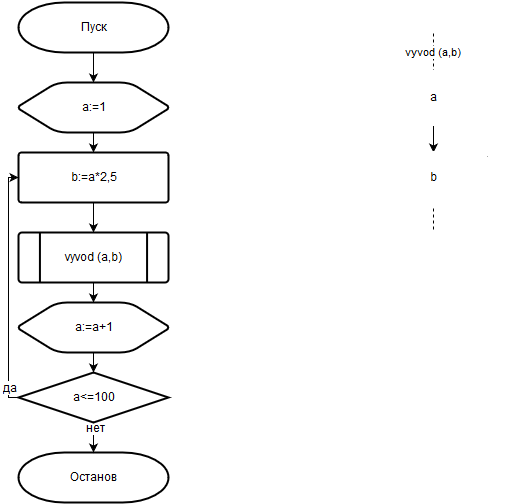 Пуск
a:=1
b:=a*2,5
vyvod (a,b)
a:=a+1
a<=100
да
нет
Останов
vyvod (a,b)
a
b